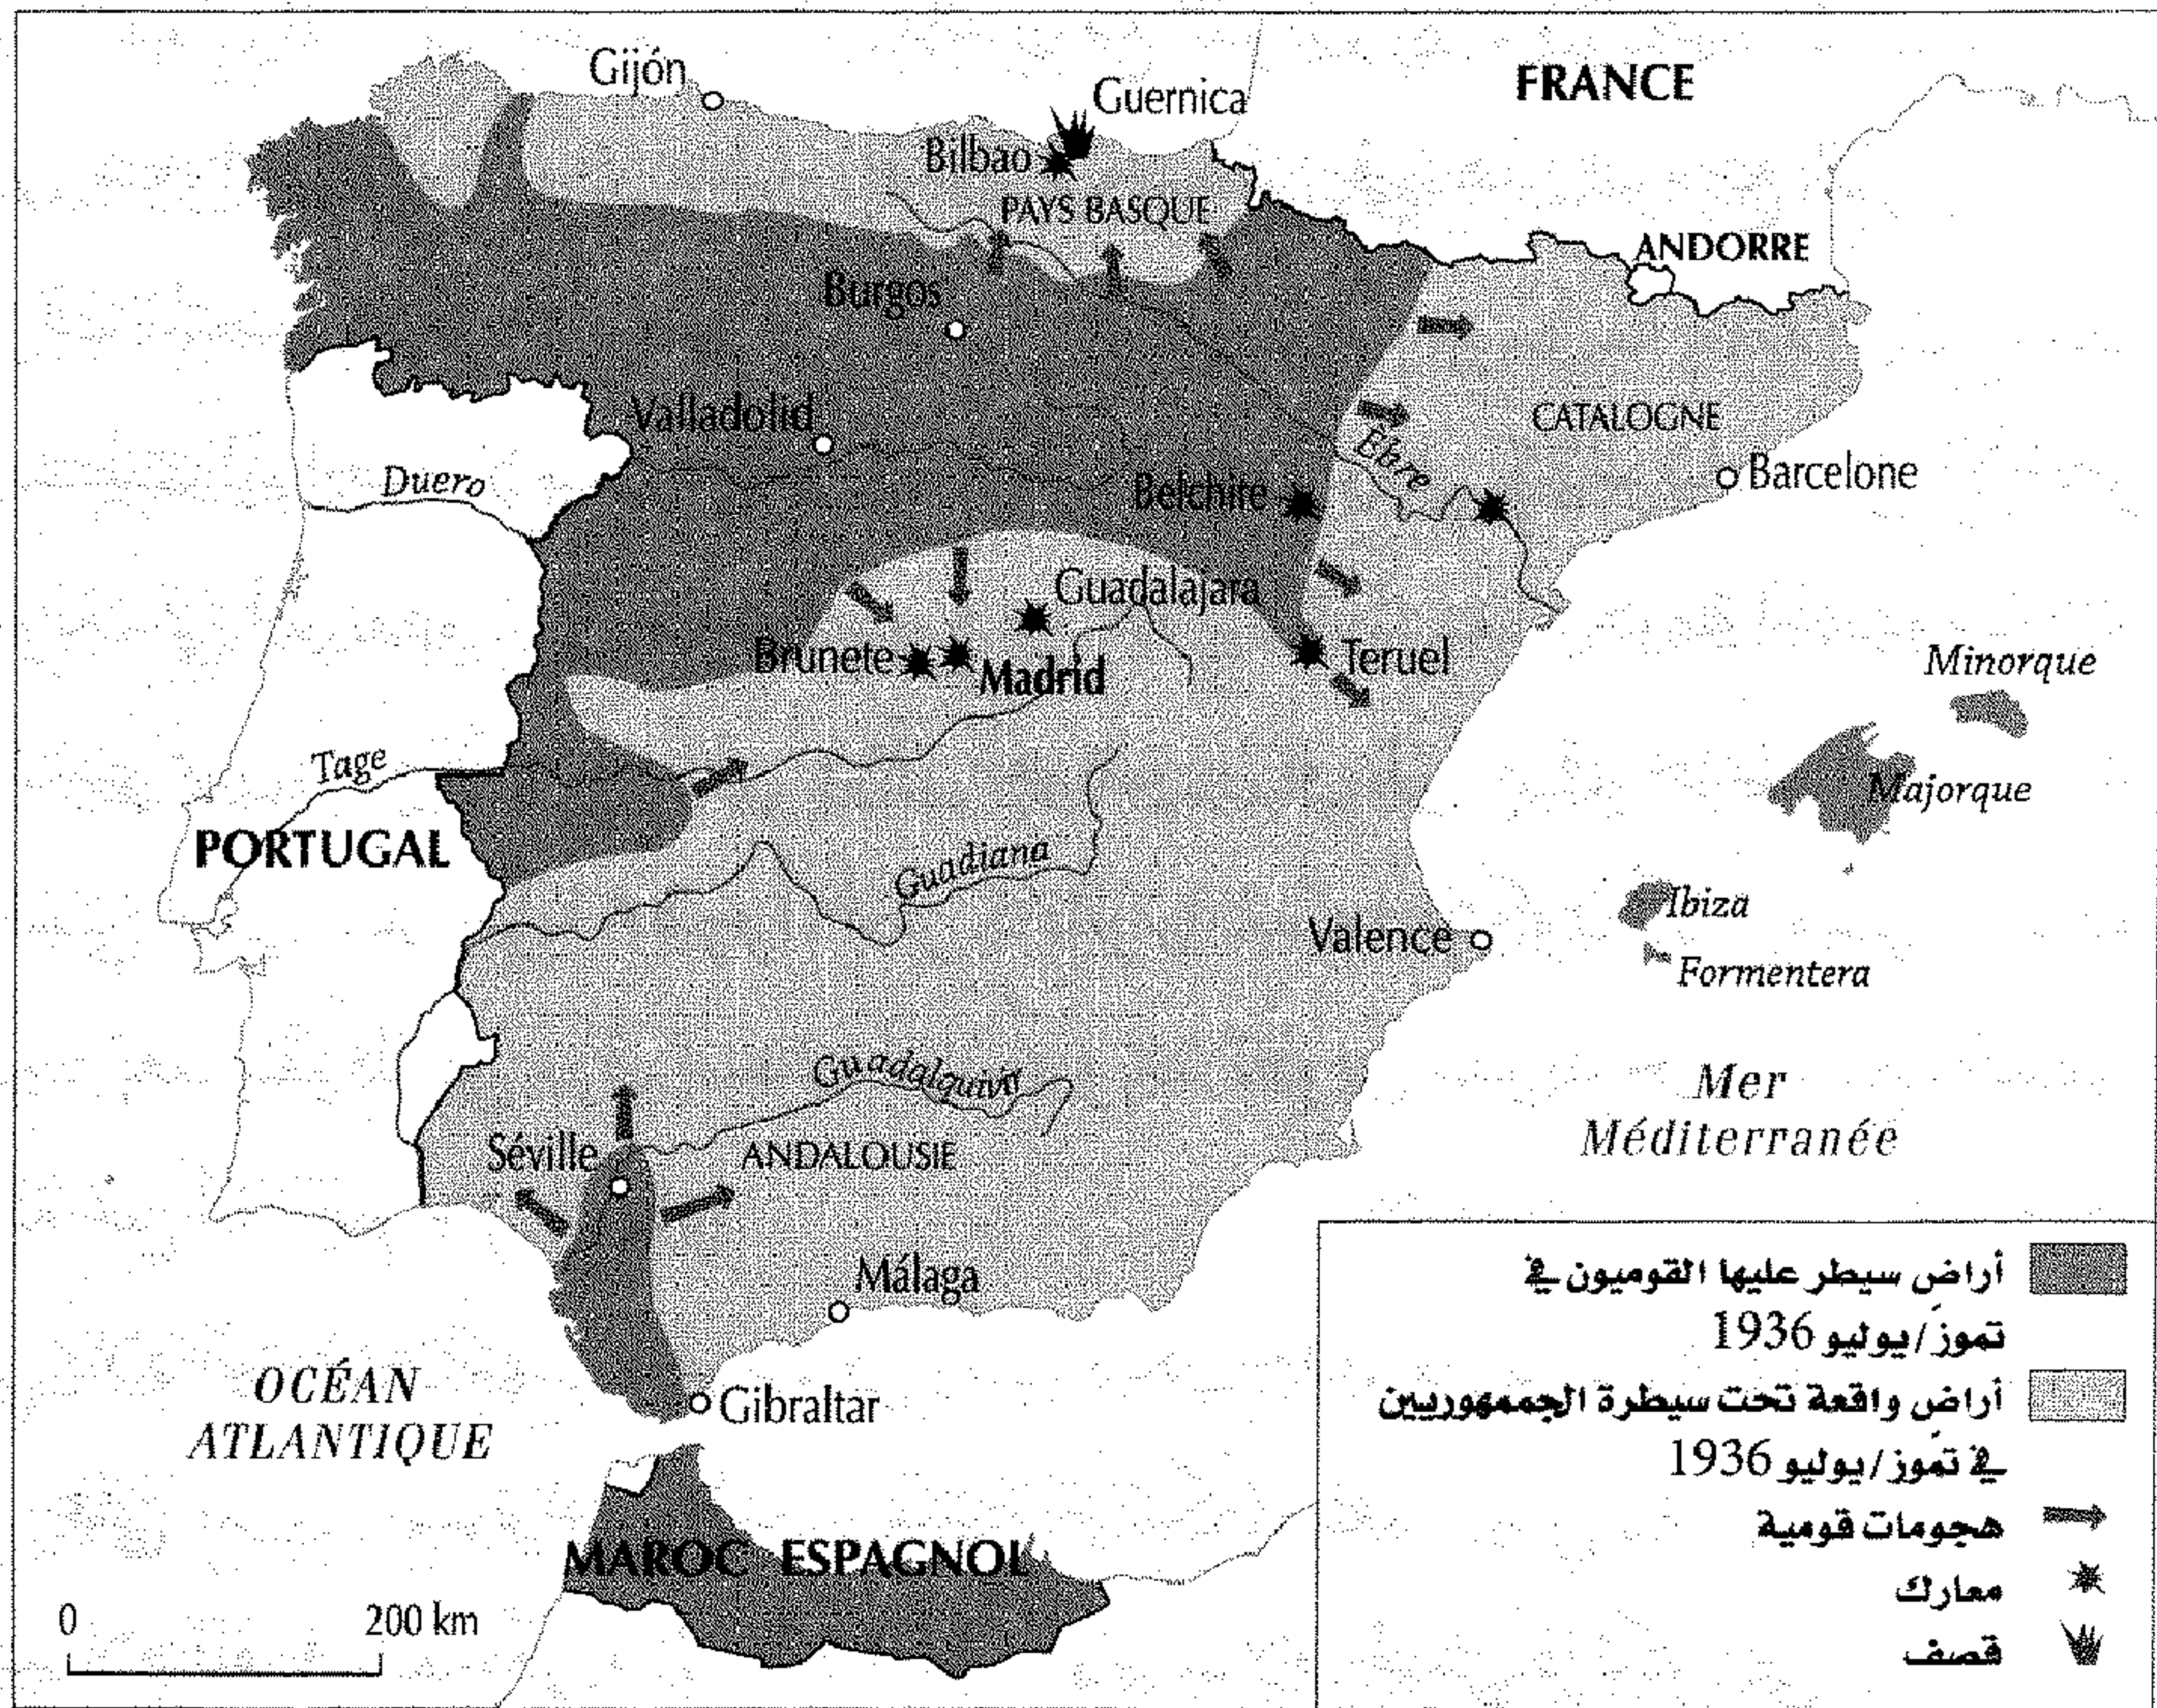 Gijón
Guernica
FRANCE
Bilbao
PAYS BASQUE
ANDORRE
Burgos
Valladolid
CATALOGNE
Èbre
Barcelone
Duero
Belchire
Guadalajara
Brunete
Madrid
Teruel
Minorque
Tage
Majorque
PORTUGAL
Guadiana
Ibiza
Valence
Formentera
Guadalquivir
Mer
Méditerranée
Séville
ANDALOUSIE
Málaga
OCÉAN
ATLANTIQUE
Gibraltar
MAROC ESPAGNOL
0 200 km
أراضٍ سيطر عليها القوميون في
تموز/يوليو 1936
أراضٍ واقعة تحت سيطرة الجممهوريين
في تموز/يوليو 1936
هجومات قومية
معارك
قصف